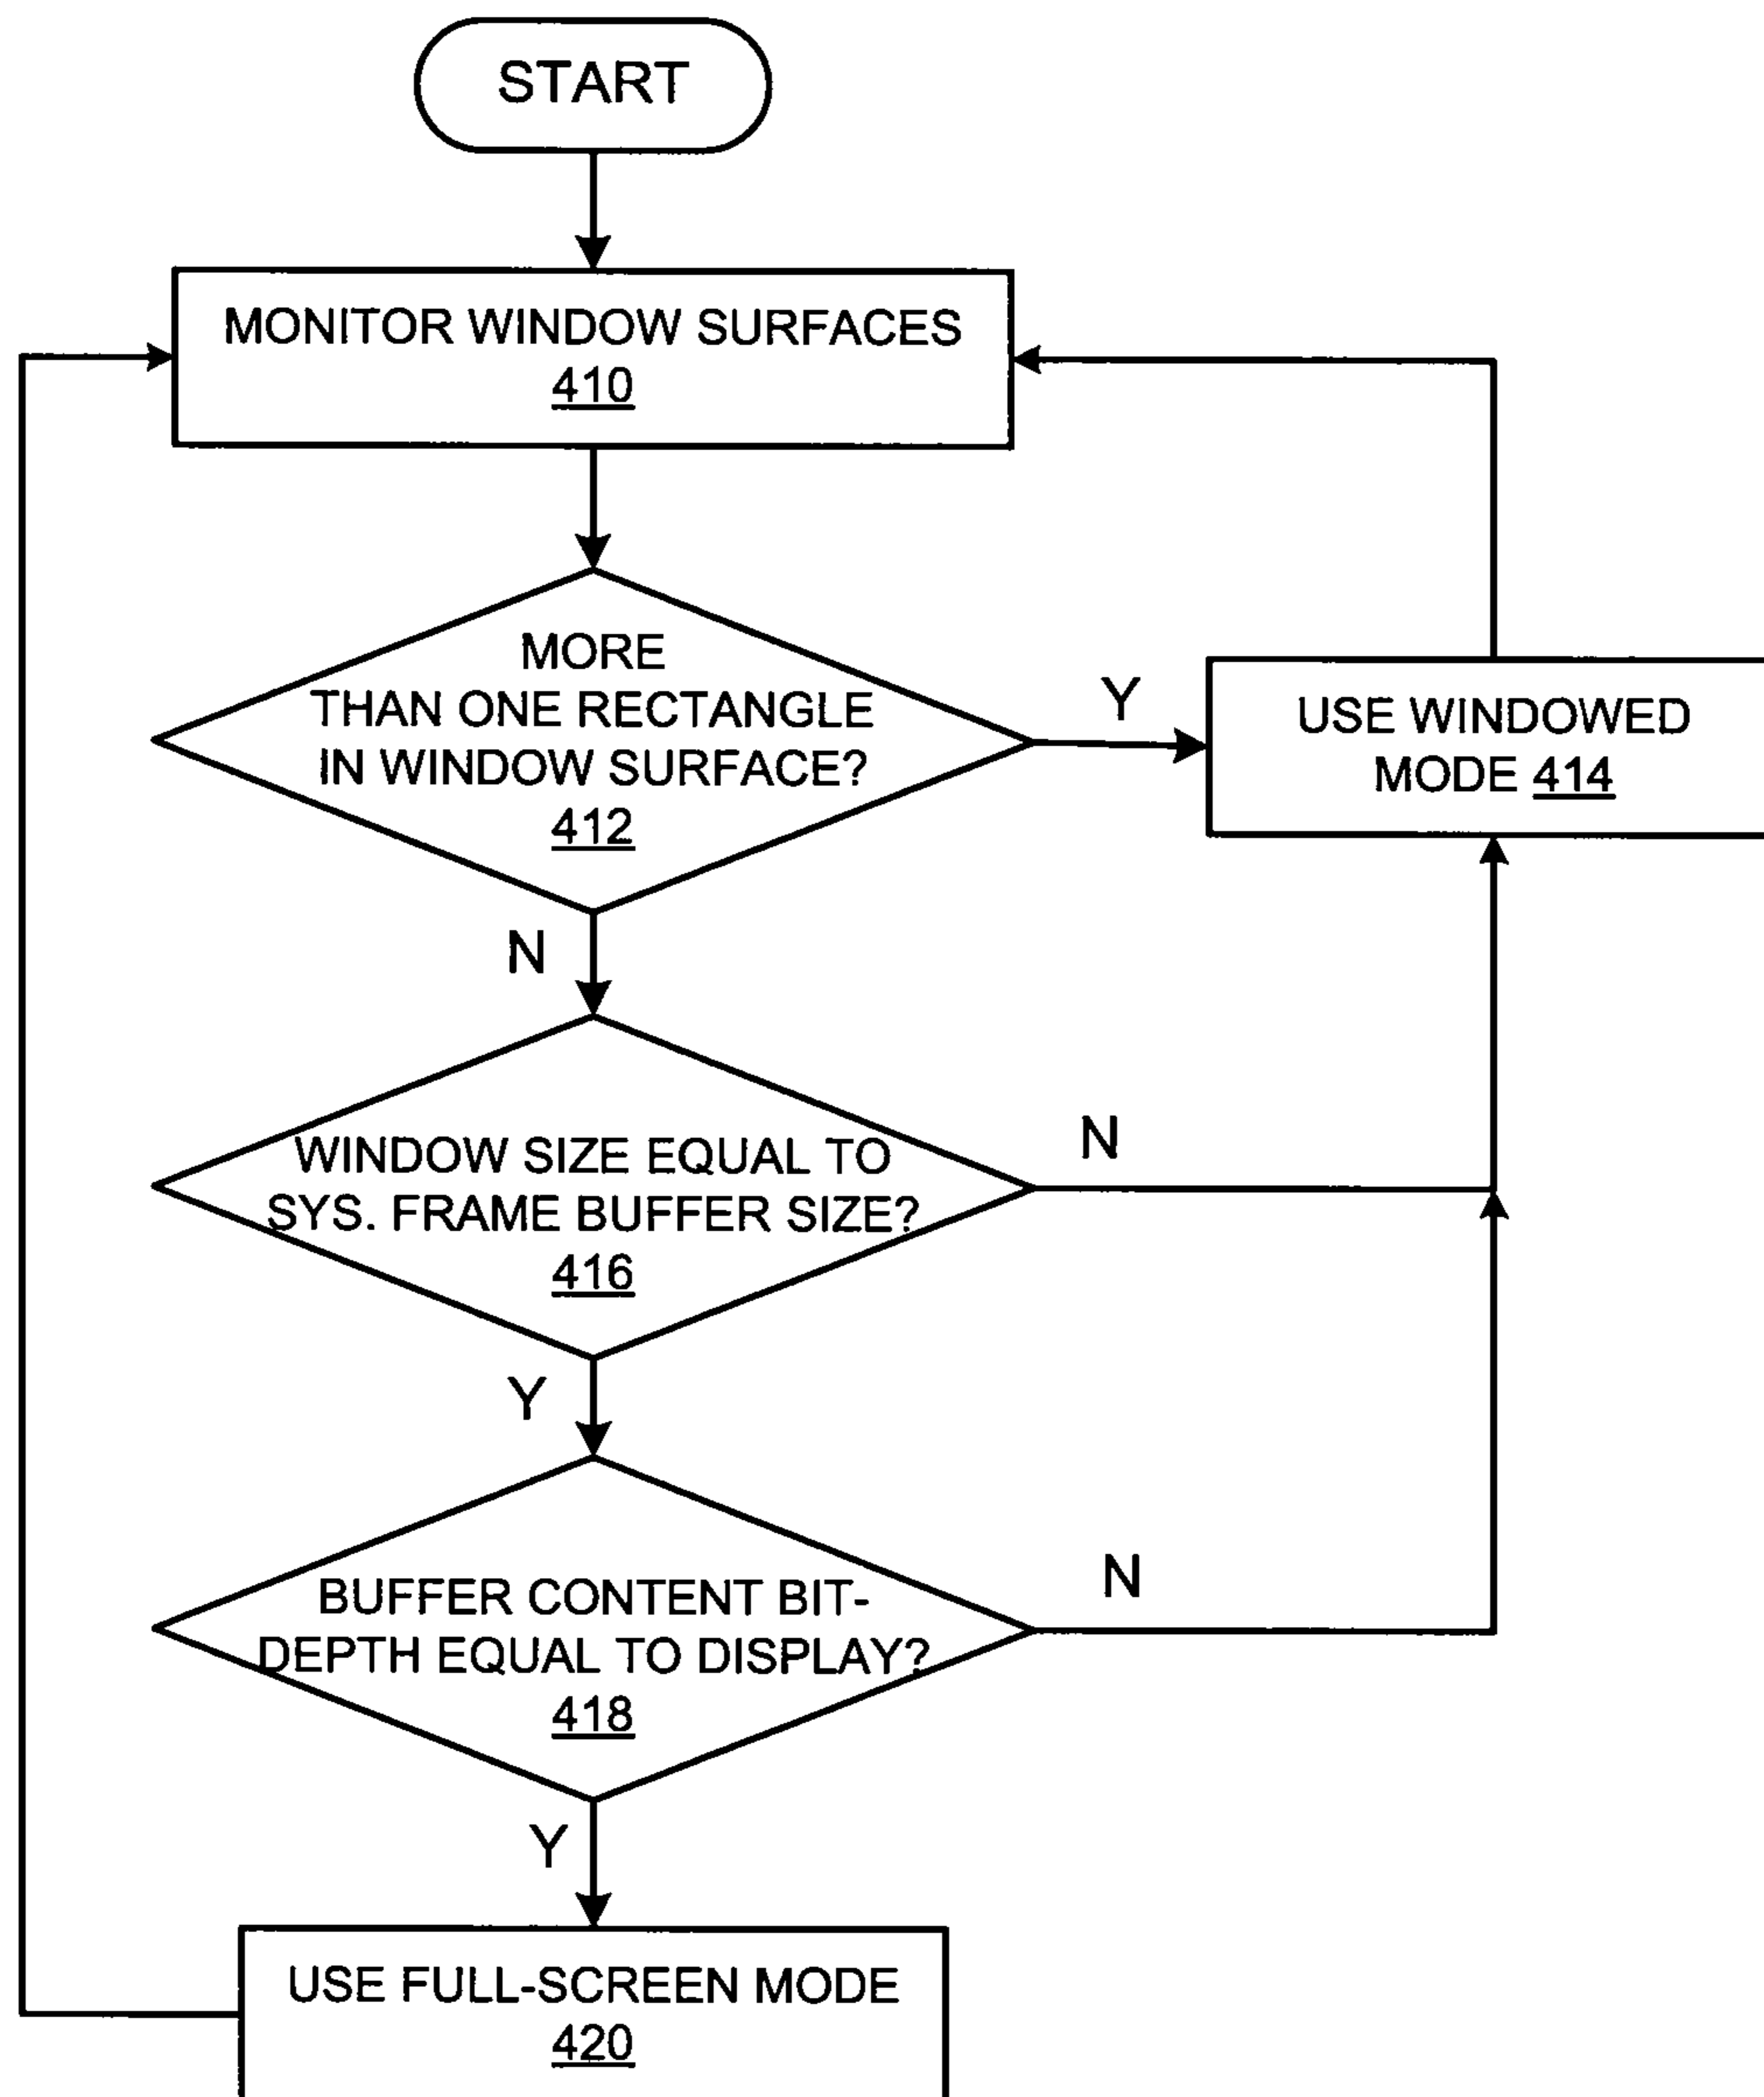 START
MONITOR WINDOW SURFACES
410
MORE
THAN ONE RECTANGLE
IN WINDOW SURFACE?
412
Y
USE WINDOWED
MODE 414
N
WINDOW SIZE EQUAL TO
SYS. FRAME BUFFER SIZE?
416
N
Y
BUFFER CONTENT BIT-
DEPTH EQUAL TO DISPLAY?
418
N
Y
USE FULL-SCREEN MODE
420